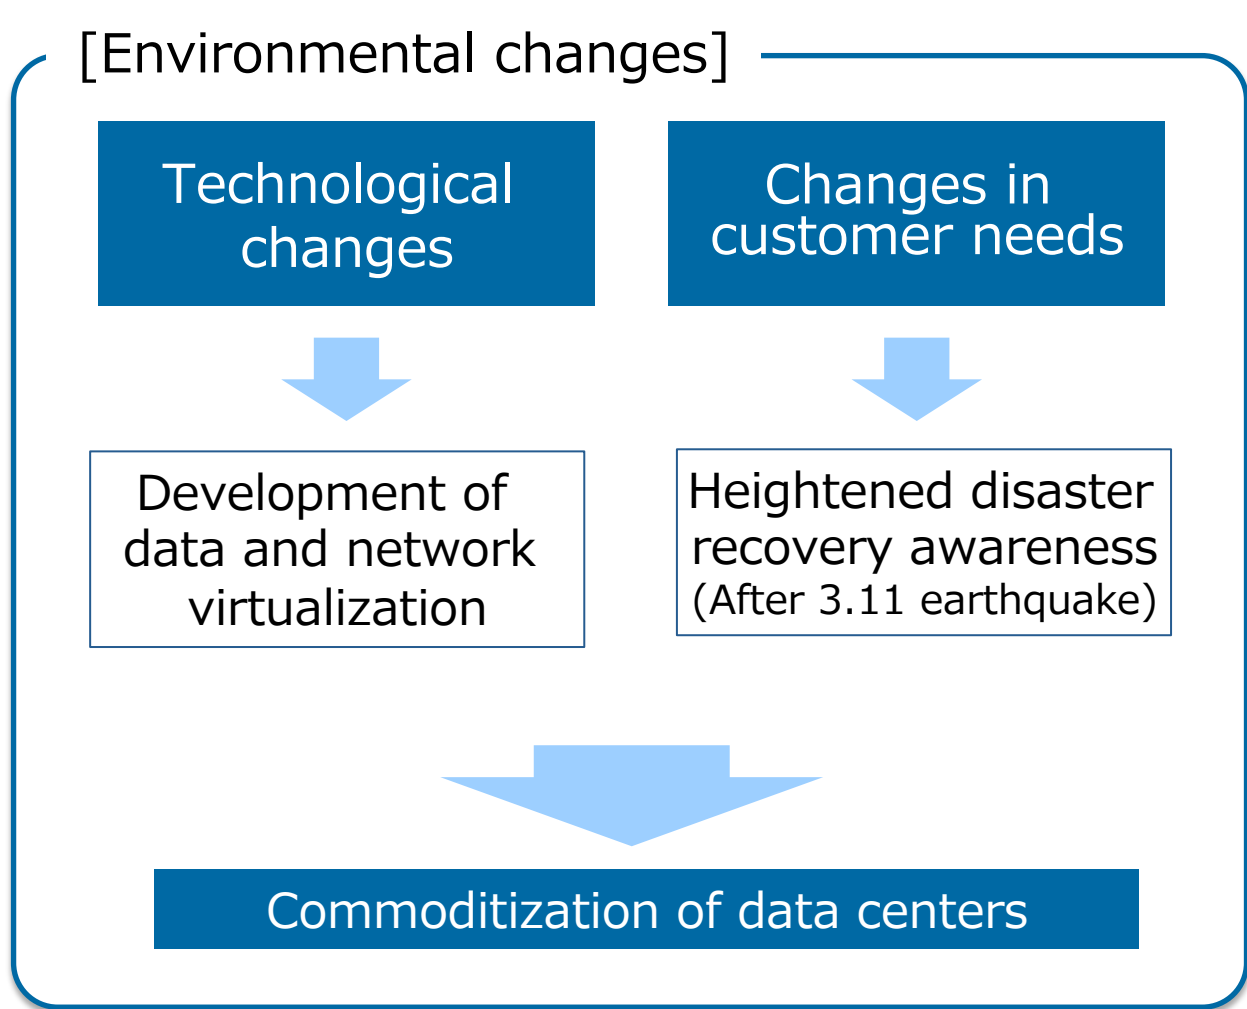 [Environmental changes]
Technological
changes
Changes in
customer needs
Development of
data and network
virtualization
Heightened disaster
recovery awareness
(After 3.11 earthquake)
Commoditization of data centers